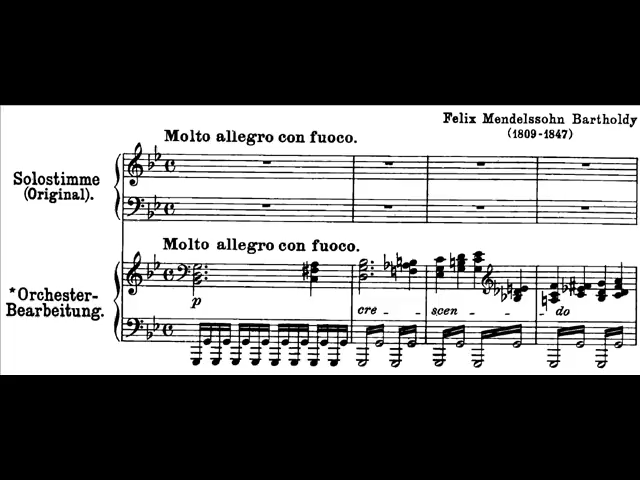 Felix Mendelssohn Bartholdy
(1809-1847)
Molto allegro con fuoco.
Solostimme
(Original).
Molto allegro con fuoco.
*Orchester-
Bearbeitung.
p
cre - scen - do